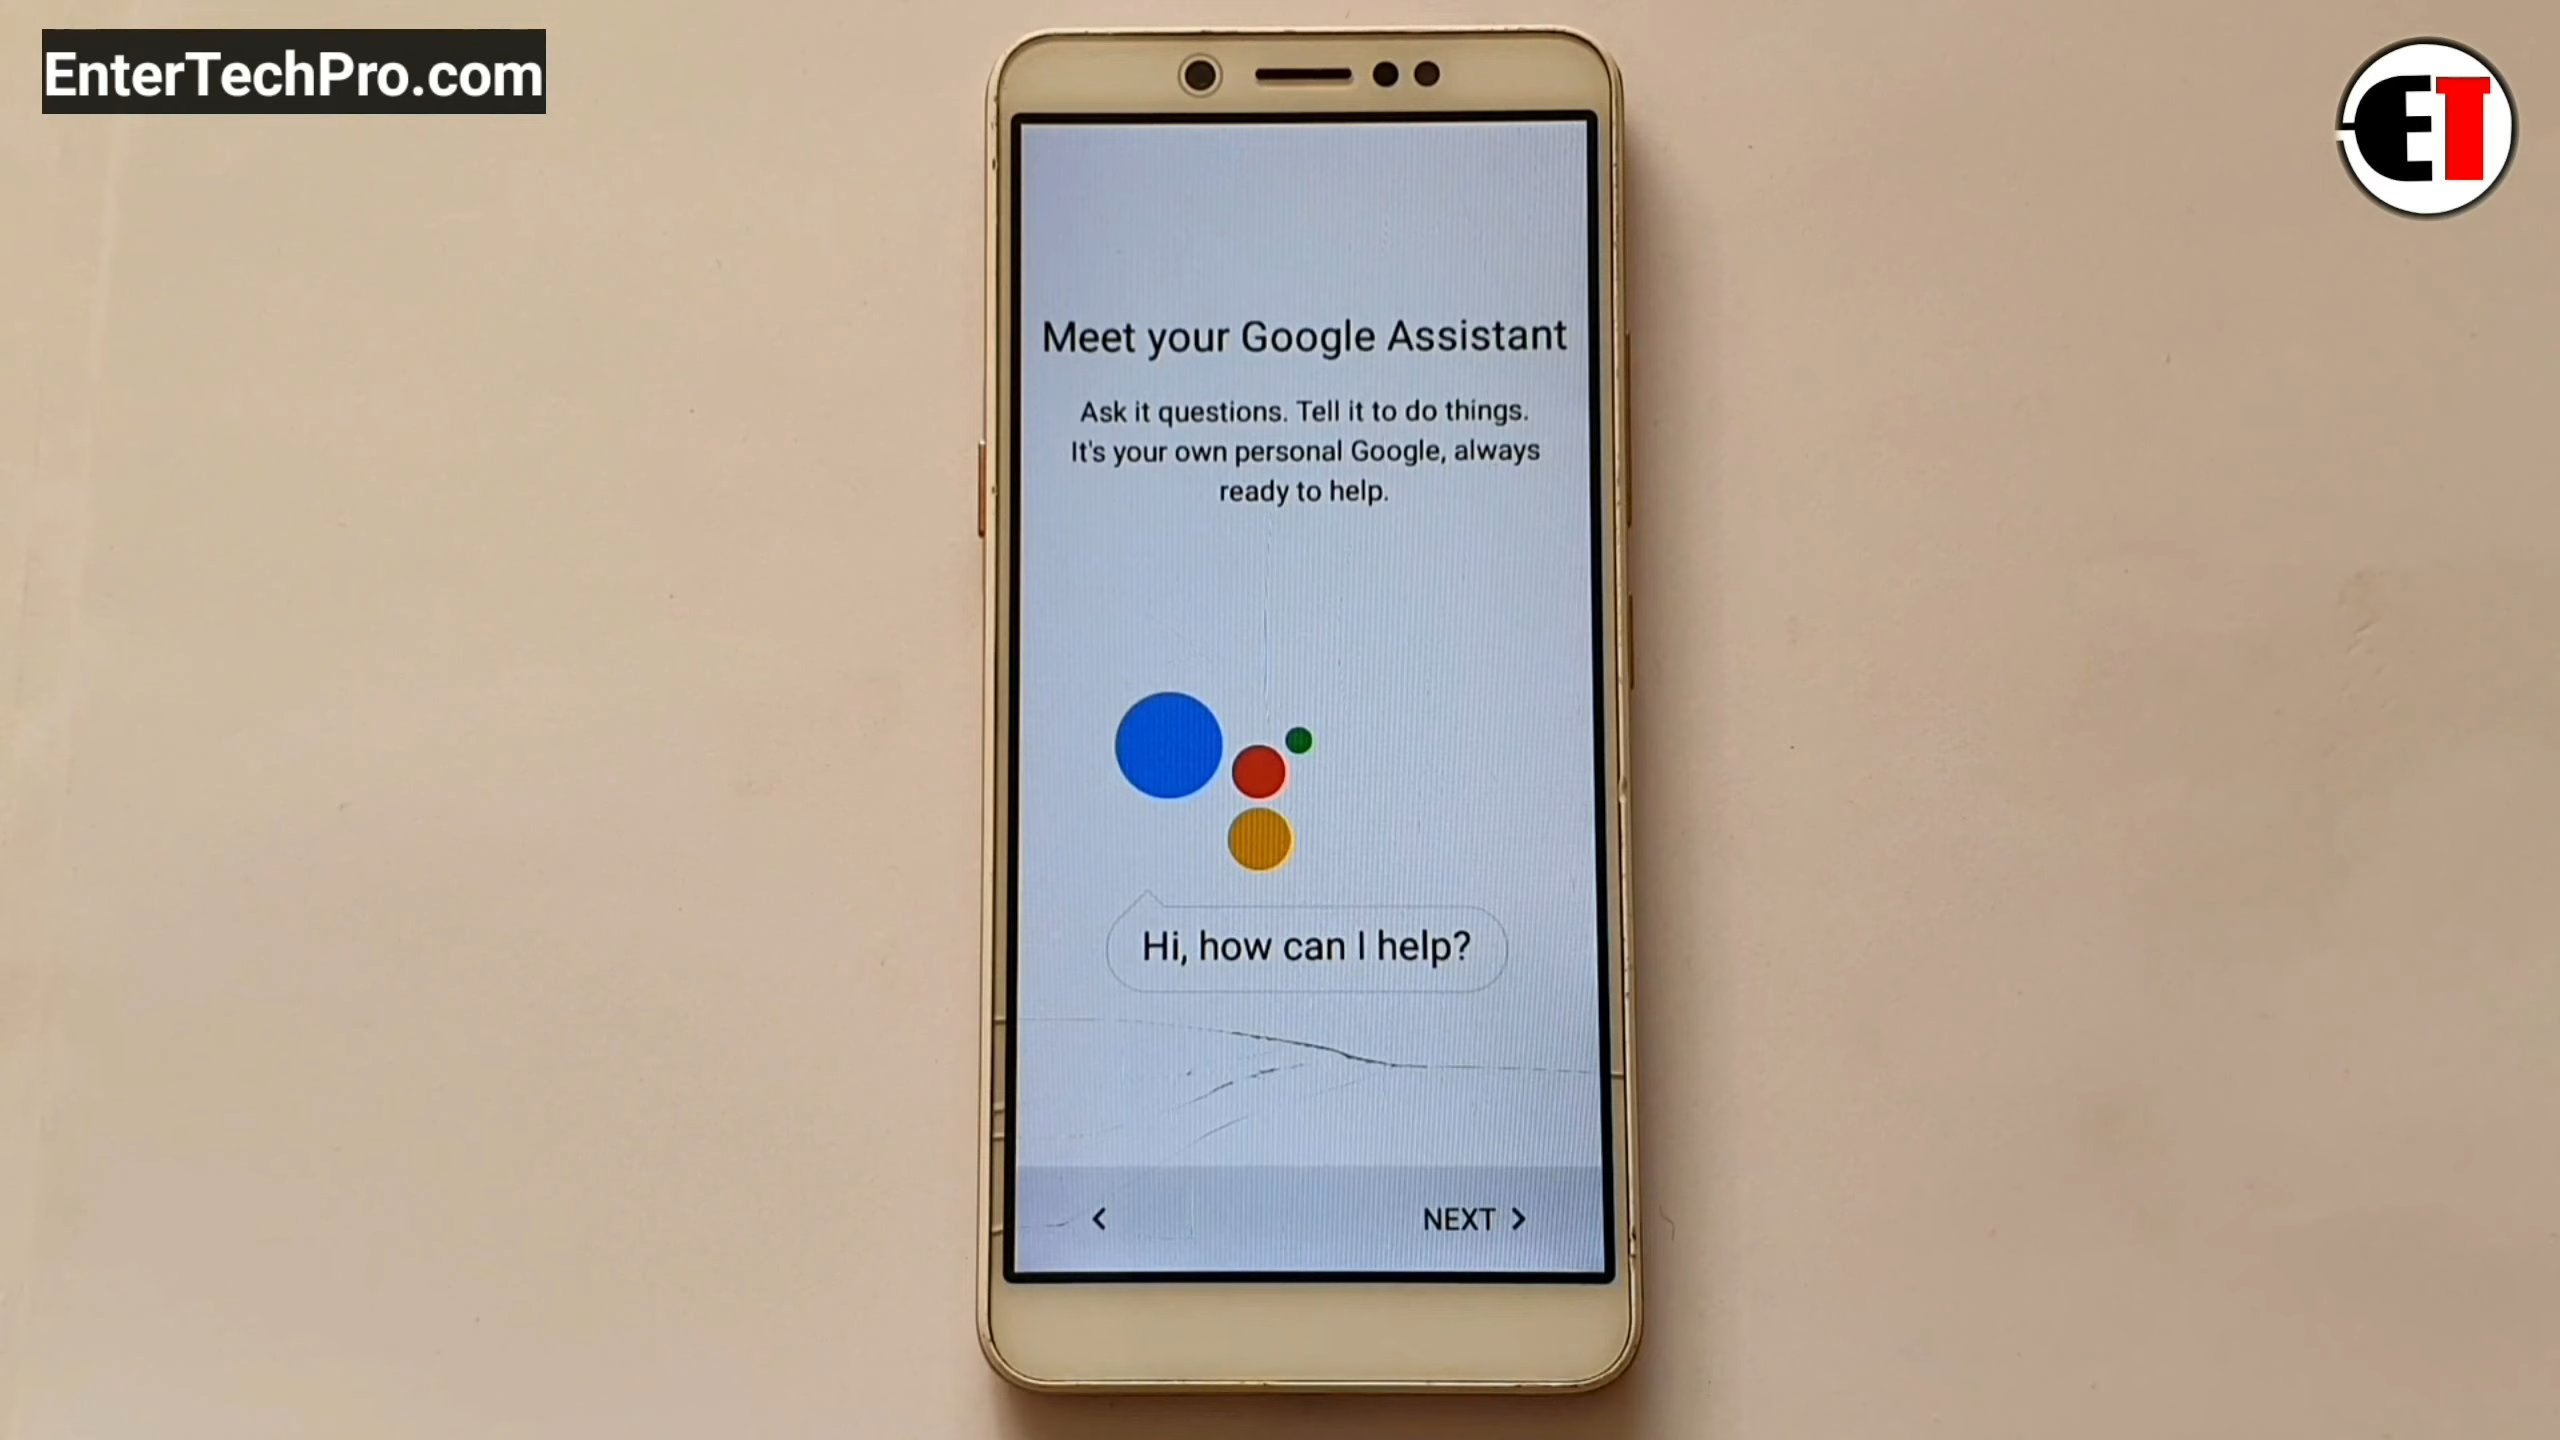 EnterTechPro.com
ET
Meet your Google Assistant
Ask it questions. Tell it to do things.
It's your own personal Google, always
ready to help.
Hi, how can I help?
NEXT